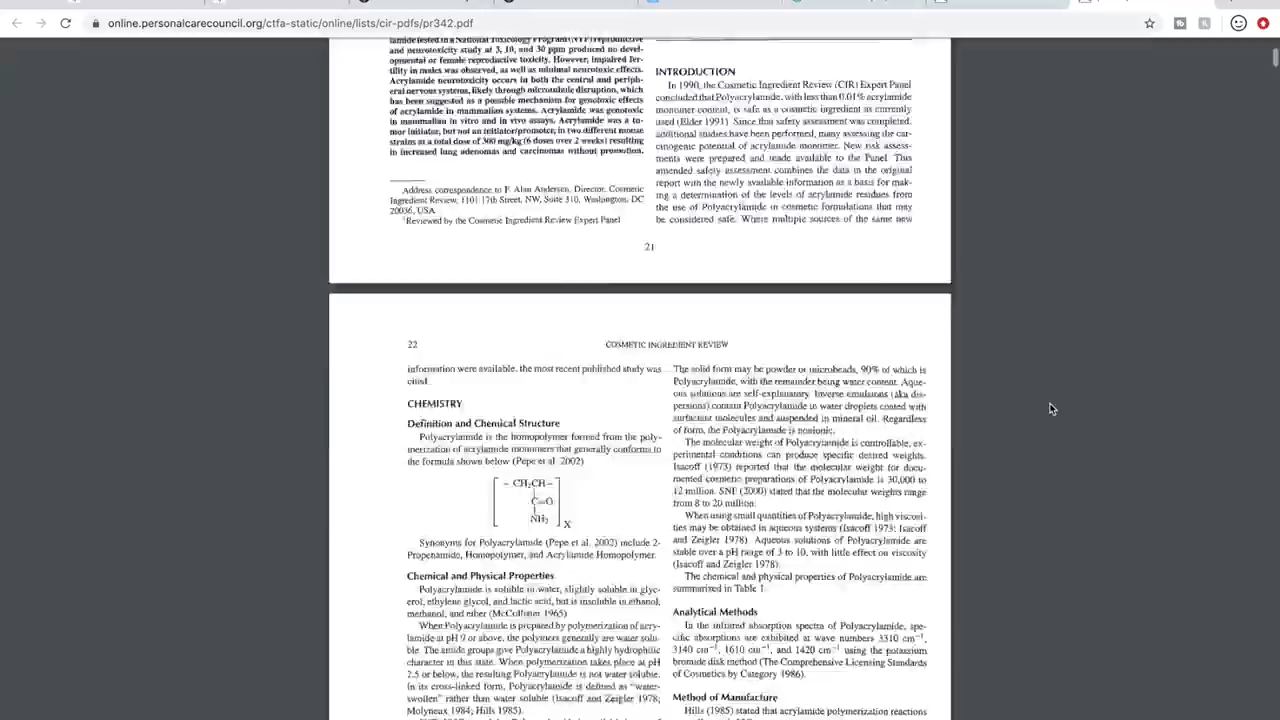 online.personalcarecouncil.org/ctfa-static/online/lists/cir-pdfs/pr342.pdf
lamide tested in a National Toxicology Program (NTP) reproductive
and neurotoxicity study at 3, 10, and 30 ppm produced no devel-
opmental or female reproductive toxicity. However, impaired fer-
tility in males was observed, as well as minimal neurotoxic effects.
Acrylamide neurotoxicity occurs in both the central and periph-
eral nervous systems, likely through microtubule disruption, which
has been suggested as a possible mechanism for genotoxic effects
of acrylamide in mammalian systems. Acrylamide was genotoxic
in mammalian in vitro and in vivo assays. Acrylamide was a tu-
mor initiator, but not an initiator/promoter, in two different mouse
strains at a total dose of 300 mg/kg (6 doses over 2 weeks) resulting
in increased lung adenomas and carcinomas without promotion.
Address correspondence to F. Alan Andersen, Director, Cosmetic
Ingredient Review, 1101 17th Street, NW, Suite 310, Washington, DC
20036, USA
Reviewed by the Cosmetic Ingredient Review Expert Panel
INTRODUCTION
In 1990, the Cosmetic Ingredient Review (CIR) Expert Panel
concluded that Polyacrylamide, with less than 0.01% acrylamide
monomer content, is safe as a cosmetic ingredient as currently
used (Elder 1991). Since that safety assessment was completed,
additional studies have been performed, many assessing the car-
cinogenic potential of acrylamide monomer. New risk assess-
ments were prepared and made available to the Panel. This
amended safety assessment combines the data in the original
report with the newly available information as a basis for mak-
ing a determination of the levels of acrylamide residues from
the use of Polyacrylamide in cosmetic formulations that may
be considered safe. Where multiple sources of the same new
21
22
COSMETIC INGREDIENT REVIEW
information were available, the most recent published study was
cited.
CHEMISTRY
Definition and Chemical Structure
Polyacrylamide is the homopolymer formed from the poly-
merization of acrylamide monomers that generally conforms to
the formula shown below (Pepe et al. 2002)
– CH2CH–
C=O
NH2
X
Synonyms for Polyacrylamide (Pepe et al. 2002) include 2-
Propenamide, Homopolymer, and Acrylamide Homopolymer.
Chemical and Physical Properties
Polyacrylamide is soluble in water, slightly soluble in glyc-
erol, ethylene glycol, and lactic acid, but is insoluble in ethanol,
methanol, and ether (McCollister 1965)
When Polyacrylamide is prepared by polymerization of acry-
lamide at pH 9 or above, the polymers generally are water solu-
ble. The amide groups give Polyacrylamide a highly hydrophilic
character in this state. When polymerization takes place at pH
2.5 or below, the resulting Polyacrylamide is not water soluble.
In its cross-linked form, Polyacrylamide is defined as "water-
swollen" rather than water soluble (Isacoff and Zeigler 1978;
Molyneux 1984; Hills 1985).
The solid form may be powder or microbeads, 90% of which is
Polyacrylamide, with the remainder being water content. Aque-
ous solutions are self-explanatory. Inverse emulsions (aka dis-
persions) contain Polyacrylamide in water droplets coated with
surfactant molecules and suspended in mineral oil. Regardless
of form, the Polyacrylamide is nonionic.
The molecular weight of Polyacrylamide is controllable, ex-
perimental conditions can produce specific desired weights.
Isacoff (1973) reported that the molecular weight for docu-
mented cosmetic preparations of Polyacrylamide is 30,000 to
12 million. SNF (2000) stated that the molecular weights range
from 8 to 20 million.
When using small quantities of Polyacrylamide, high viscosi-
ties may be obtained in aqueous systems (Isacoff 1973; Isacoff
and Zeigler 1978). Aqueous solutions of Polyacrylamide are
stable over a pH range of 3 to 10, with little effect on viscosity
(Isacoff and Zeigler 1978).
The chemical and physical properties of Polyacrylamide are
summarized in Table 1.
Analytical Methods
In the infrared absorption spectra of Polyacrylamide, spe-
cific absorptions are exhibited at wave numbers 3310 cm−1,
3140 cm−1, 1610 cm−1, and 1420 cm−1 using the potassium
bromide disk method (The Comprehensive Licensing Standards
of Cosmetics by Category 1986).
Method of Manufacture
Hills (1985) stated that acrylamide polymerization reactions